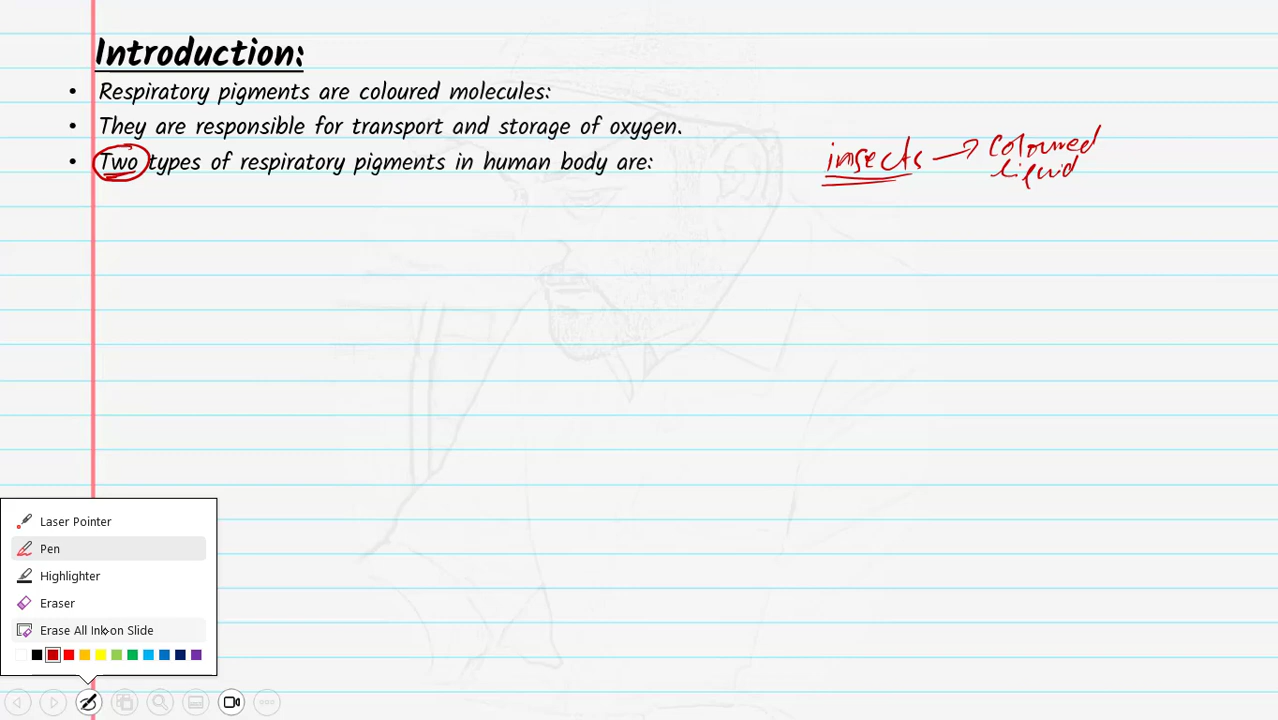 Introduction:
• Respiratory pigments are coloured molecules:
• They are responsible for transport and storage of oxygen.
• Two types of respiratory pigments in human body are:
insects → coloured
liquid
Laser Pointer
Pen
Highlighter
Eraser
Erase All Ink on Slide